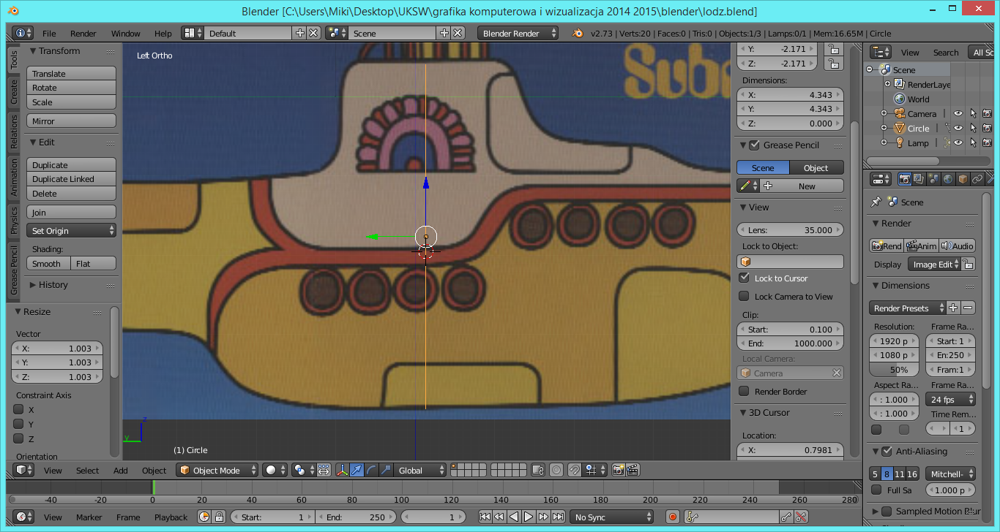 Blender [C:\Users\Miki\Desktop\UKSW\grafika komputerowa i wizualizacja 2014 2015\blender\lodz.blend]
File Render Window Help Default Scene Blender Render v2.73 | Verts:20 | Faces:0 | Tris:0 | Objects:1/3 | Lamps:0/1 | Mem:16.65M | Circle
Tools
Create
Relations
Animation
Physics
Grease Pencil
Transform
Translate
Rotate
Scale
Mirror
Edit
Duplicate
Duplicate Linked
Delete
Join
Set Origin
Shading:
Smooth Flat
History
Resize
Vector
X: 1.003
Y: 1.003
Z: 1.003
Constraint Axis
X
Y
Z
Orientation
Left Ortho
Sub
z
y
(1) Circle
Y: -2.171
Z: -2.171
Dimensions:
X: 4.343
Y: 4.343
Z: 0.000
Grease Pencil
Scene Object
New
View
Lens: 35.000
Lock to Object:
Lock to Cursor
Lock Camera to View
Clip:
Start: 0.100
End: 1000.000
Local Camera:
Camera
Render Border
3D Cursor
Location:
X: 0.7981
View Search All Sc
Scene
RenderLaye
World
Camera
Circle
Lamp
Scene
Render
Rend Anim Audio
Display Image Edit
Dimensions
Render Presets
Resolution: Frame Ra...
1920 p Start: 1
1080 p En:250
50% Fram:1
Aspect Ra... Frame Ra...
: 1.000 24 fps
: 1.000 Time Rem...
1
Anti-Aliasing
5 8 11 16 Mitchell-
Full Sa 1.000 p
Sampled Motion Blur
View Select Add Object Object Mode Global
-40 -20 0 20 40 60 80 100 120 140 160 180 200 220 240 260 280
View Marker Frame Playback Start: 1 End: 250 1 No Sync